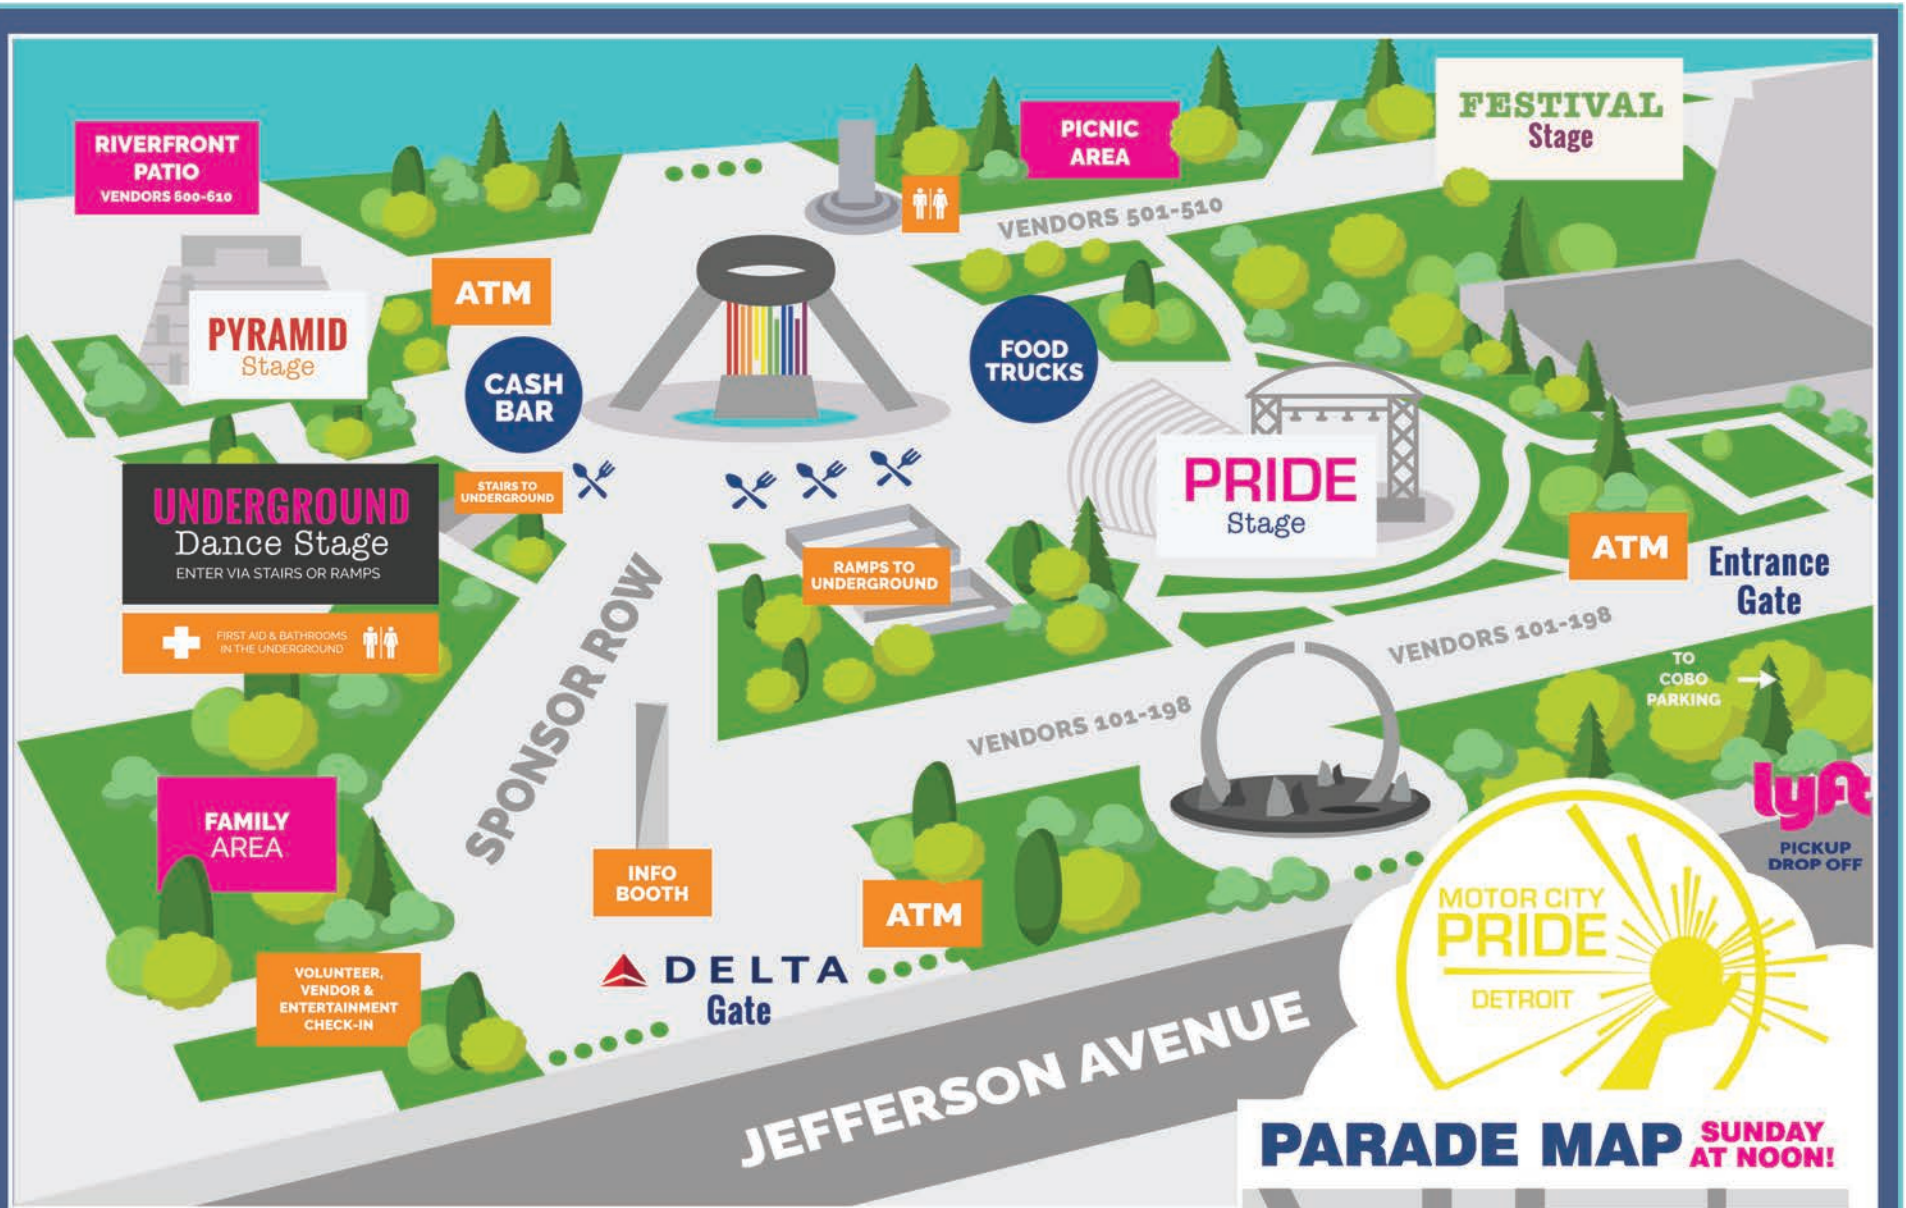 RIVERFRONT
PATIO
VENDORS 600-610
PICNIC
AREA
FESTIVAL
Stage
VENDORS 501-510
ATM
PYRAMID
Stage
CASH
BAR
FOOD
TRUCKS
UNDERGROUND
Dance Stage
ENTER VIA STAIRS OR RAMPS
STAIRS TO
UNDERGROUND
FIRST AID & BATHROOMS
IN THE UNDERGROUND
RAMPS TO
UNDERGROUND
PRIDE
Stage
ATM
Entrance
Gate
VENDORS 101-198
TO
COBO
PARKING
SPONSOR ROW
VENDORS 101-198
FAMILY
AREA
INFO
BOOTH
ATM
lyft
PICKUP
DROP OFF
VOLUNTEER,
VENDOR &
ENTERTAINMENT
CHECK-IN
DELTA
Gate
JEFFERSON AVENUE
MOTOR CITY
PRIDE
DETROIT
PARADE MAP
SUNDAY
AT NOON!